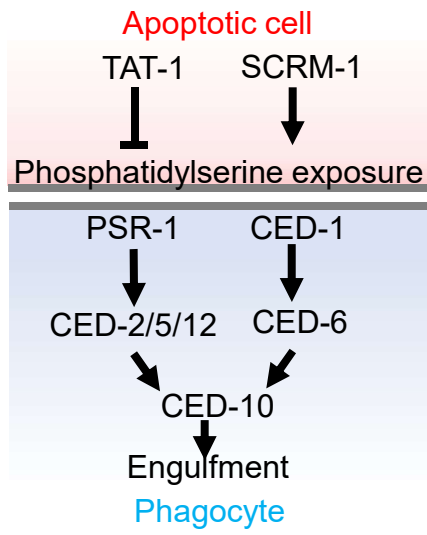 Apoptotic cell
TAT-1 SCRM-1
Phosphatidylserine exposure
PSR-1 CED-1
CED-2/5/12 CED-6
CED-10
Engulfment
Phagocyte